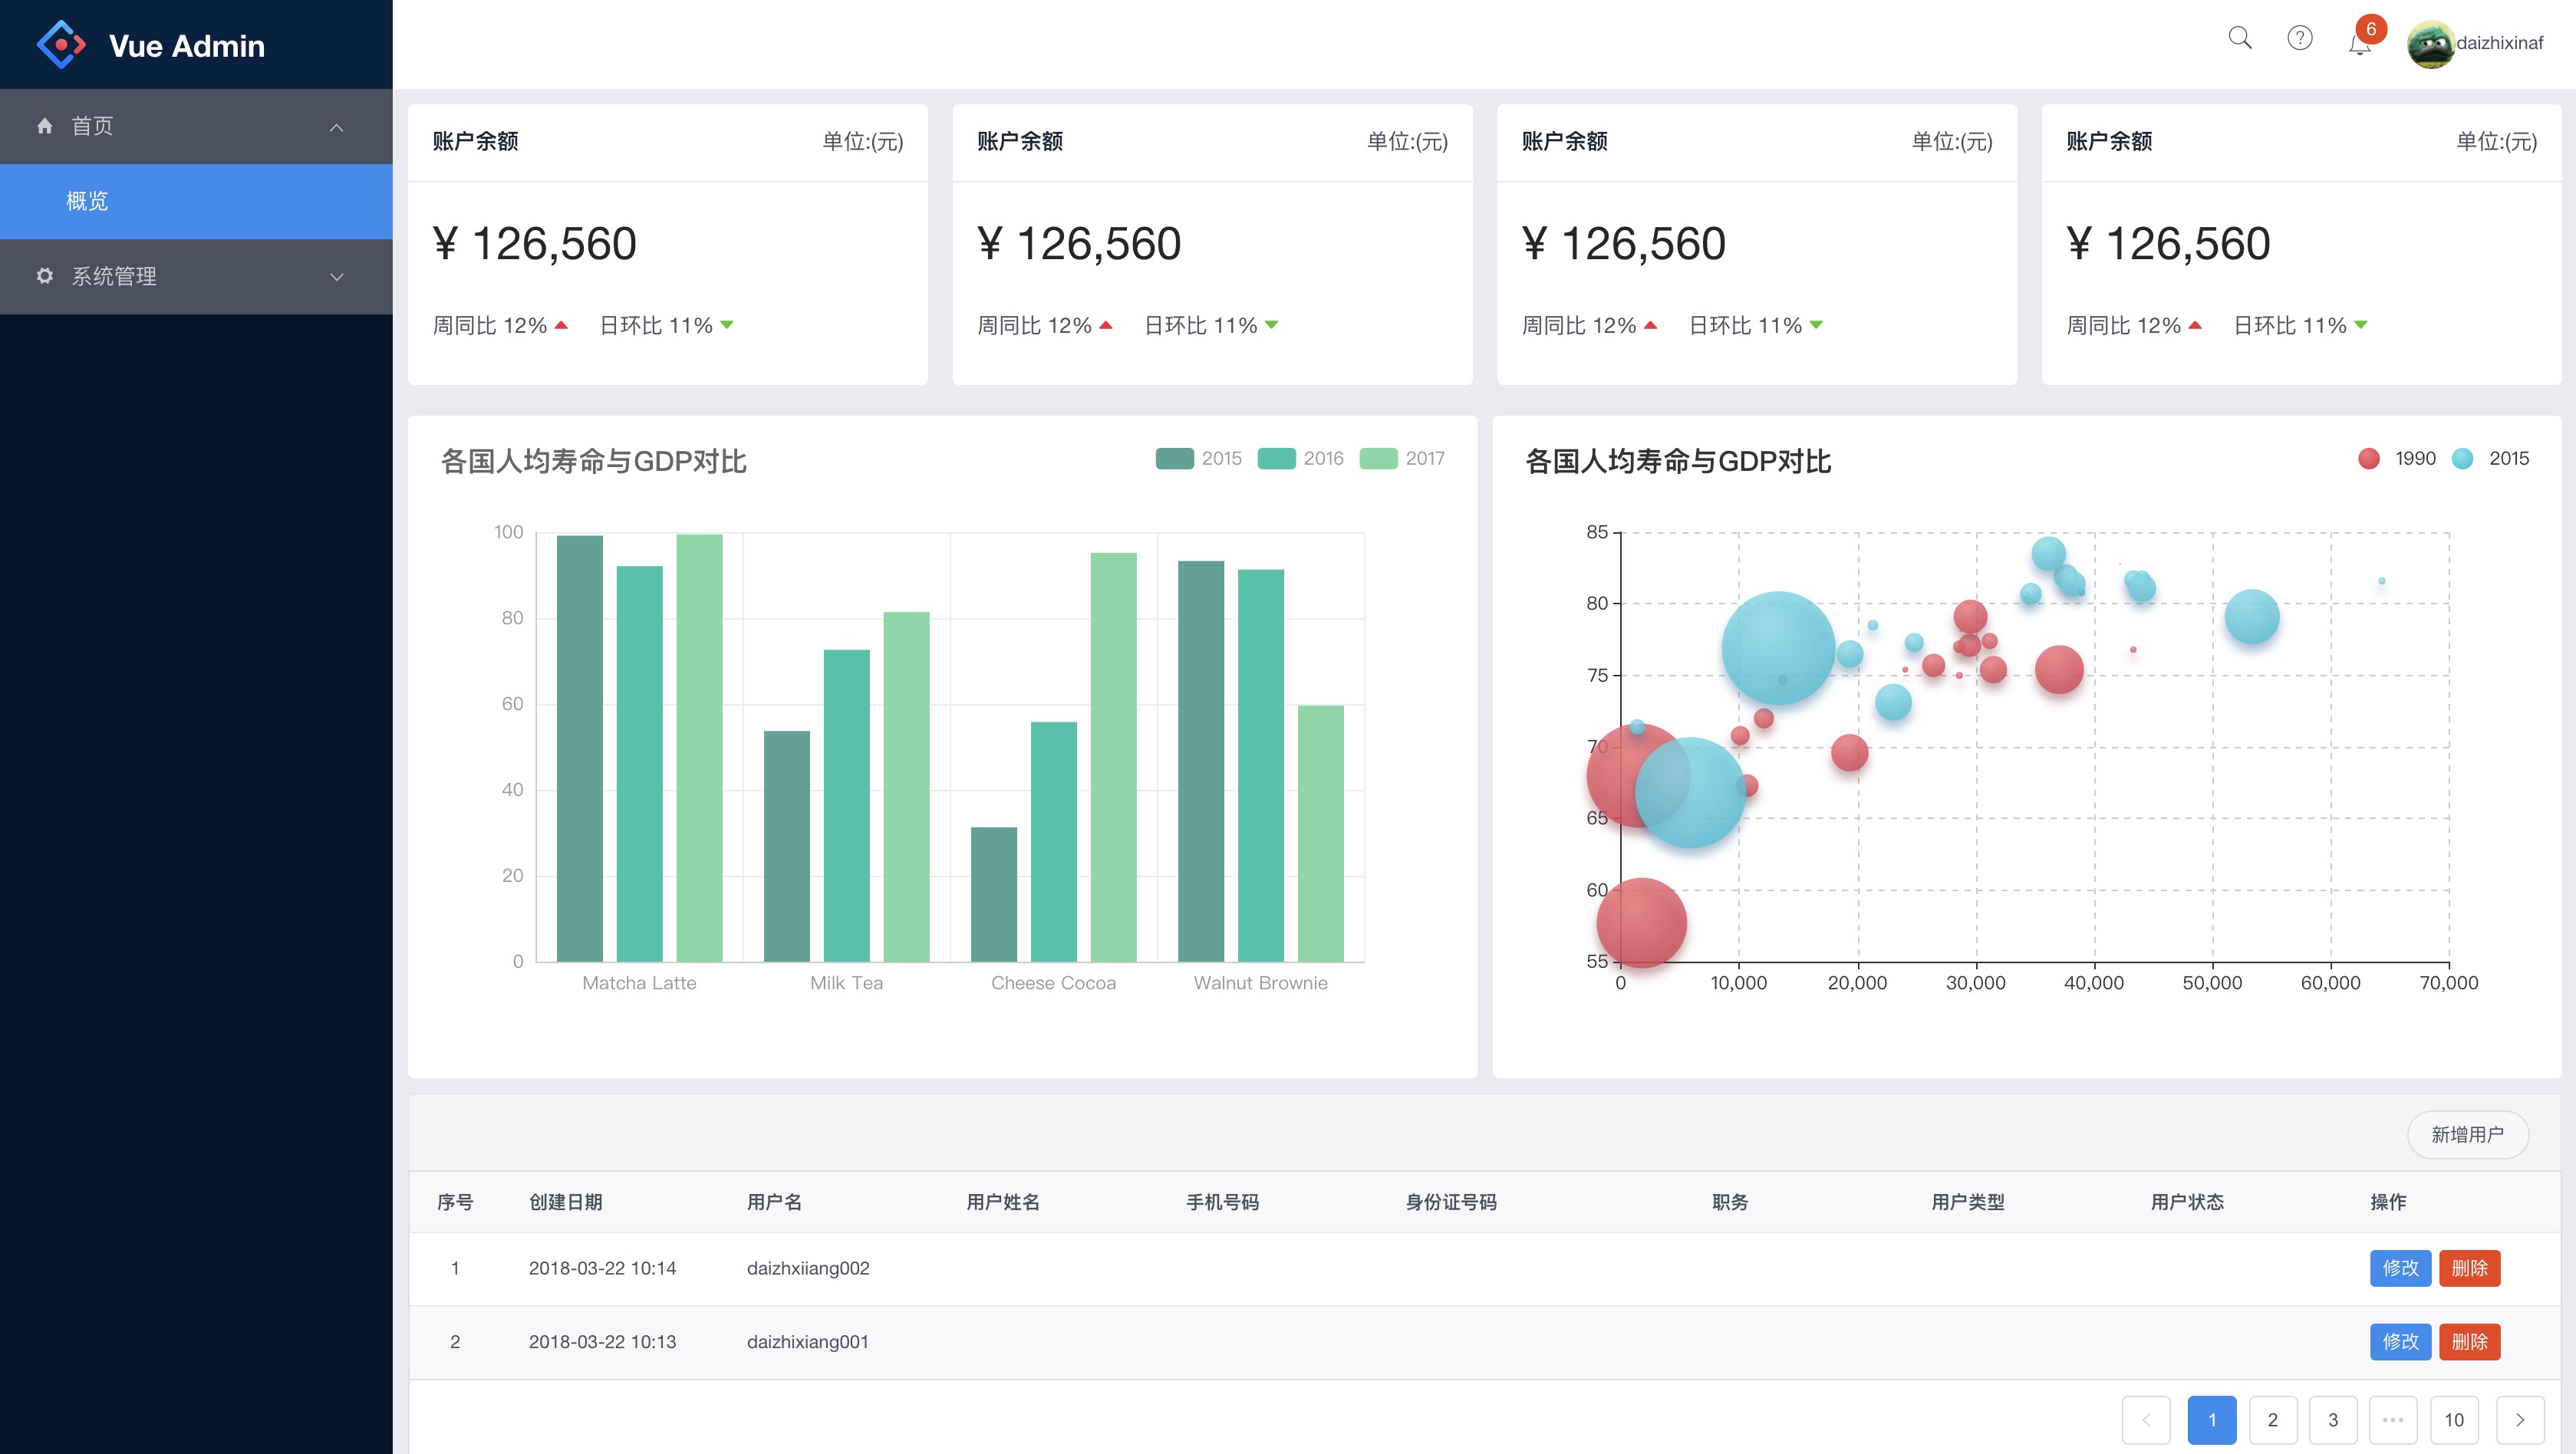 Vue Admin
6
daizhixinaf
首页
概览
系统管理
账户余额 单位:(元)
¥ 126,560
周同比 12% 日环比 11%
账户余额 单位:(元)
¥ 126,560
周同比 12% 日环比 11%
账户余额 单位:(元)
¥ 126,560
周同比 12% 日环比 11%
账户余额 单位:(元)
¥ 126,560
周同比 12% 日环比 11%
各国人均寿命与GDP对比
2015 2016 2017
100
80
60
40
20
0
Matcha Latte Milk Tea Cheese Cocoa Walnut Brownie
各国人均寿命与GDP对比
1990 2015
85
80
75
70
65
60
55
0 10,000 20,000 30,000 40,000 50,000 60,000 70,000
新增用户
序号 创建日期 用户名 用户姓名 手机号码 身份证号码 职务 用户类型 用户状态 操作
1 2018-03-22 10:14 daizhxiiang002 修改 删除
2 2018-03-22 10:13 daizhixiang001 修改 删除
1 2 3 ••• 10